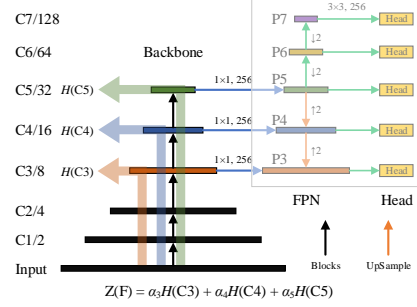 C7/128
P7
3×3, 256
Head
C6/64
Backbone
P6
Head
↓2
↓2
C5/32
H(C5)
1×1, 256
P5
Head
↑2
C4/16
H(C4)
1×1, 256
P4
Head
↑2
C3/8
H(C3)
1×1, 256
P3
Head
C2/4
FPN
Head
C1/2
Input
Blocks
UpSample
Z(F) = α₃H(C3) + α₄H(C4) + α₅H(C5)